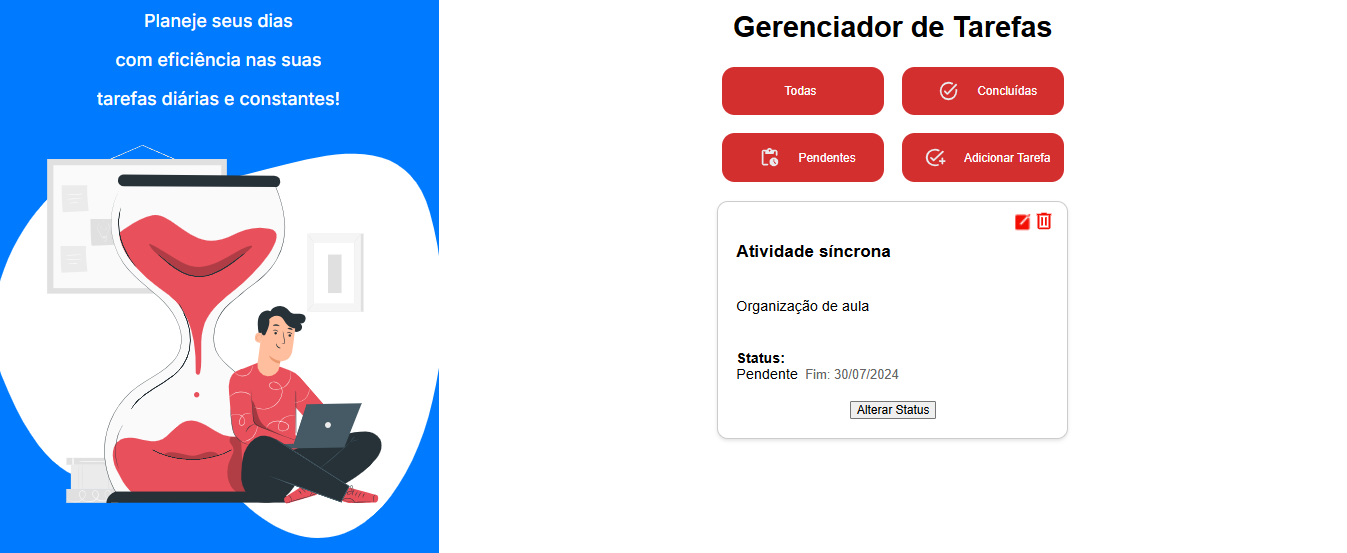 Planeje seus dias
com eficiência nas suas
tarefas diárias e constantes!
Gerenciador de Tarefas
Todas
Concluídas
Pendentes
Adicionar Tarefa
Atividade síncrona
Organização de aula
Status:
Pendente Fim: 30/07/2024
Alterar Status